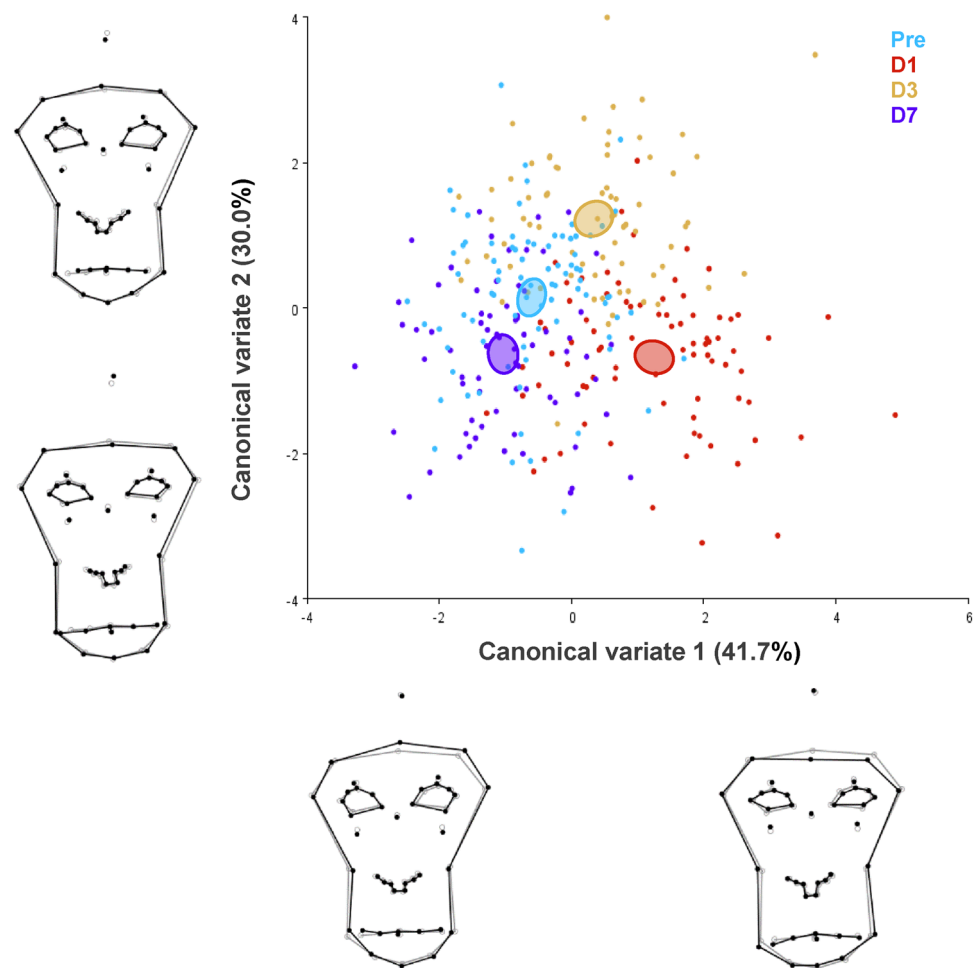 4
Pre
D1
D3
D7
2
Canonical variate 2 (30.0%)
0
-2
-4
-4
-2
0
2
4
6
Canonical variate 1 (41.7%)